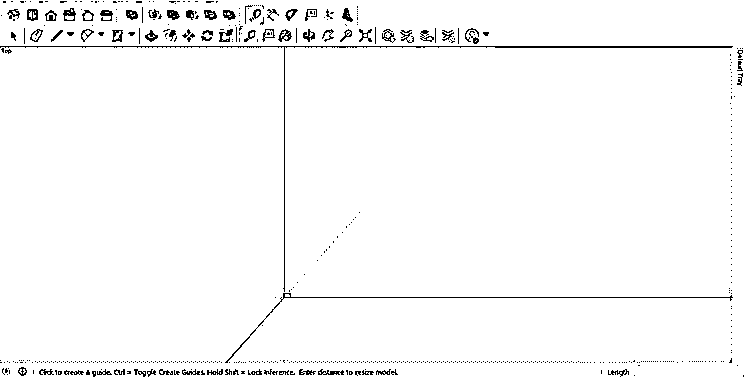 Top
Default Tray
Click to create a guide. Ctrl = Toggle Create Guides. Hold Shift = Lock Inference. Enter distance to resize model.
Length